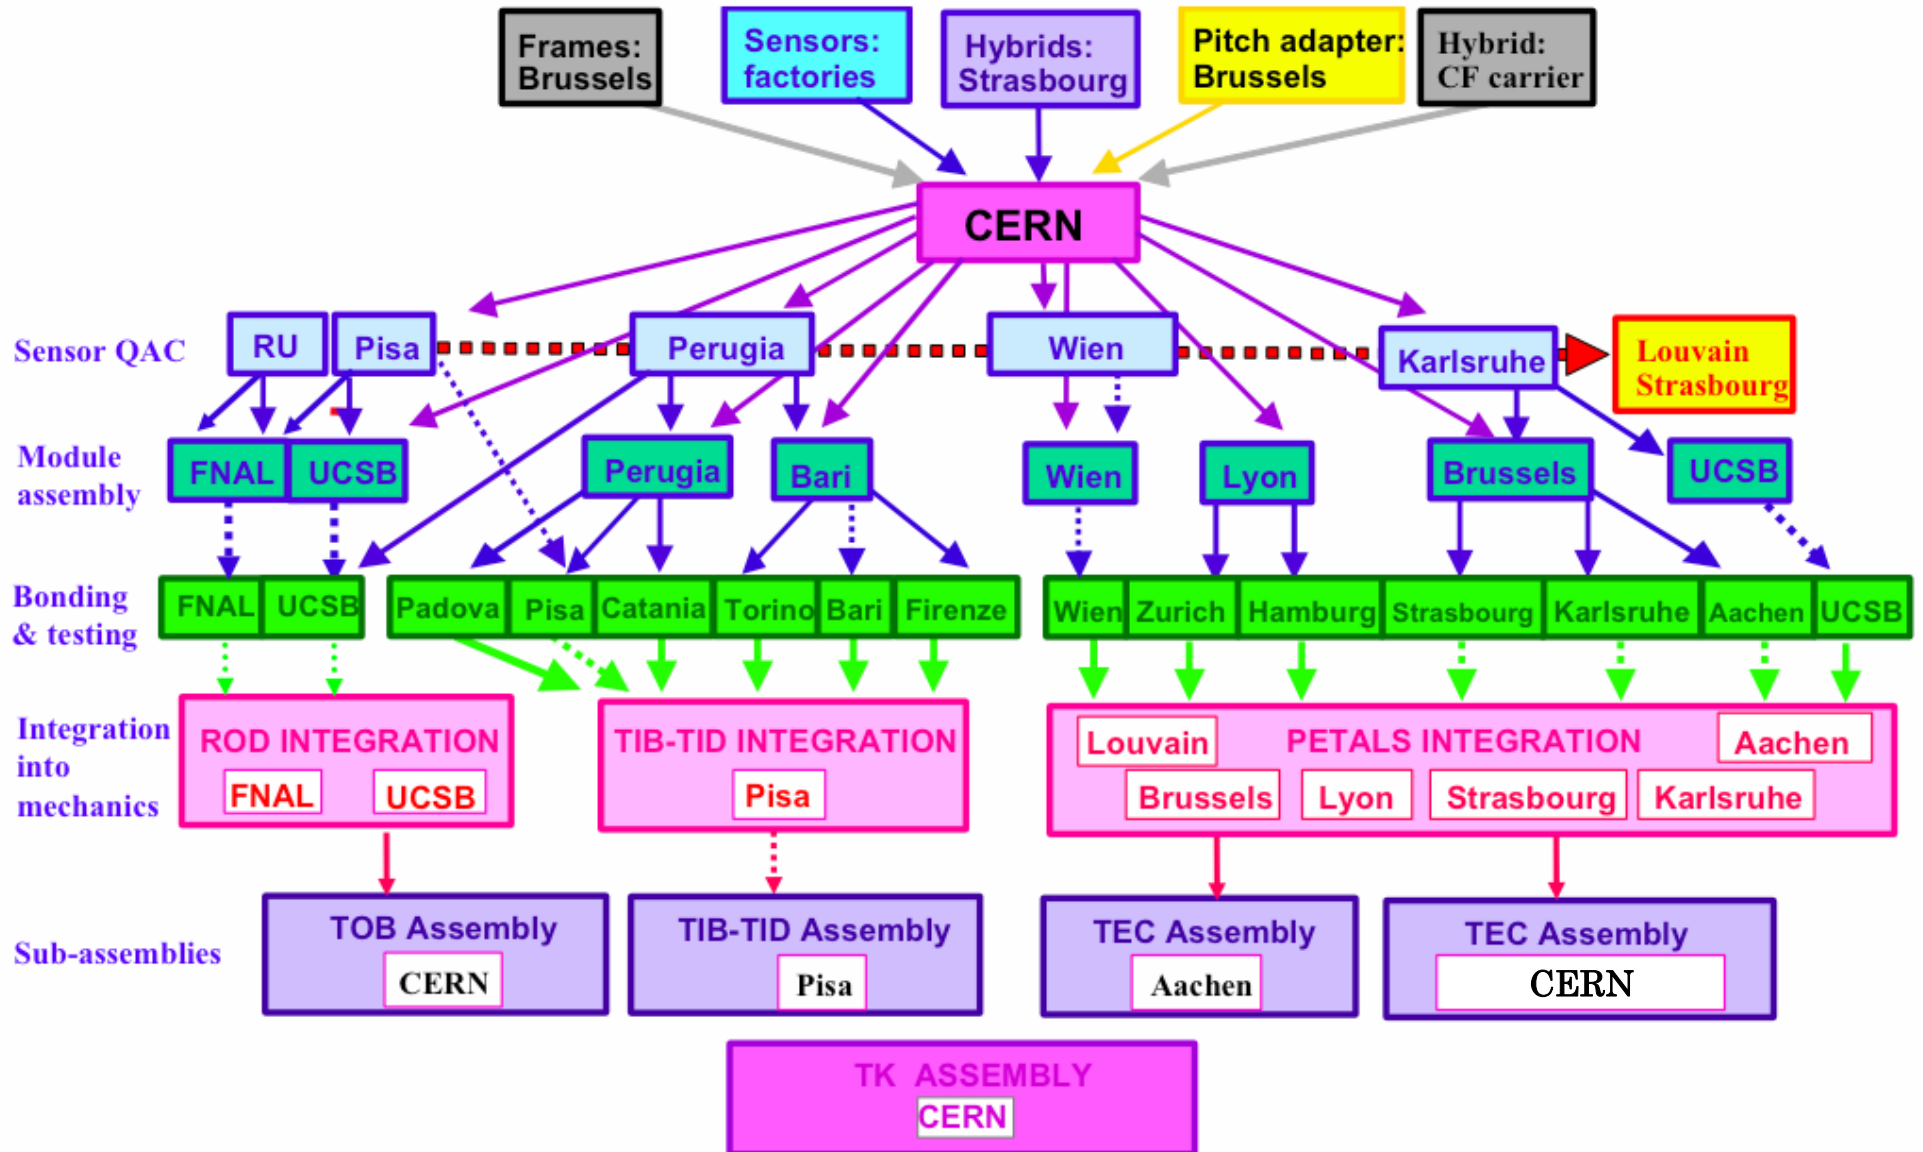 Frames:
Brussels
Sensors:
factories
Hybrids:
Strasbourg
Pitch adapter:
Brussels
Hybrid:
CF carrier
CERN
Sensor QAC
RU
Pisa
Perugia
Wien
Karlsruhe
Louvain
Strasbourg
Module
assembly
FNAL
UCSB
Perugia
Bari
Wien
Lyon
Brussels
UCSB
Bonding
& testing
FNAL
UCSB
Padova
Pisa
Catania
Torino
Bari
Firenze
Wien
Zurich
Hamburg
Strasbourg
Karlsruhe
Aachen
UCSB
Integration
into
mechanics
ROD INTEGRATION
FNAL
UCSB
TIB-TID INTEGRATION
Pisa
Louvain
PETALS INTEGRATION
Aachen
Brussels
Lyon
Strasbourg
Karlsruhe
Sub-assemblies
TOB Assembly
CERN
TIB-TID Assembly
Pisa
TEC Assembly
Aachen
TEC Assembly
CERN
TK ASSEMBLY
CERN